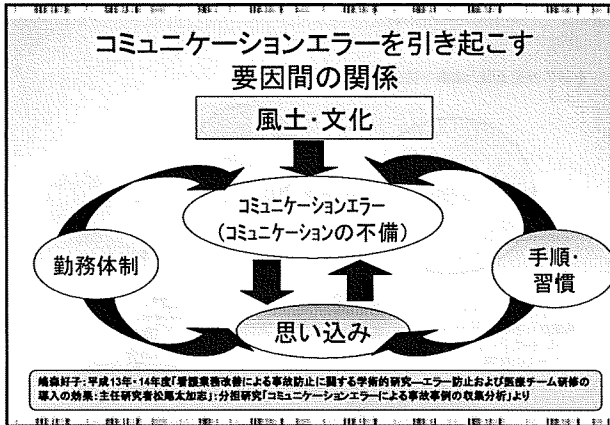 コミュニケーションエラーを引き起こす
要因間の関係
風土・文化
コミュニケーションエラー
(コミュニケーションの不備)
勤務体制
手順・
習慣
思い込み
嶋森好子:平成13年・14年度「看護業務改善による事故防止に関する学術的研究―エラー防止および医療チーム研修の
導入の効果:主任研究者松尾太加志」:分担研究「コミュニケーションエラーによる事故事例の収集分析」より